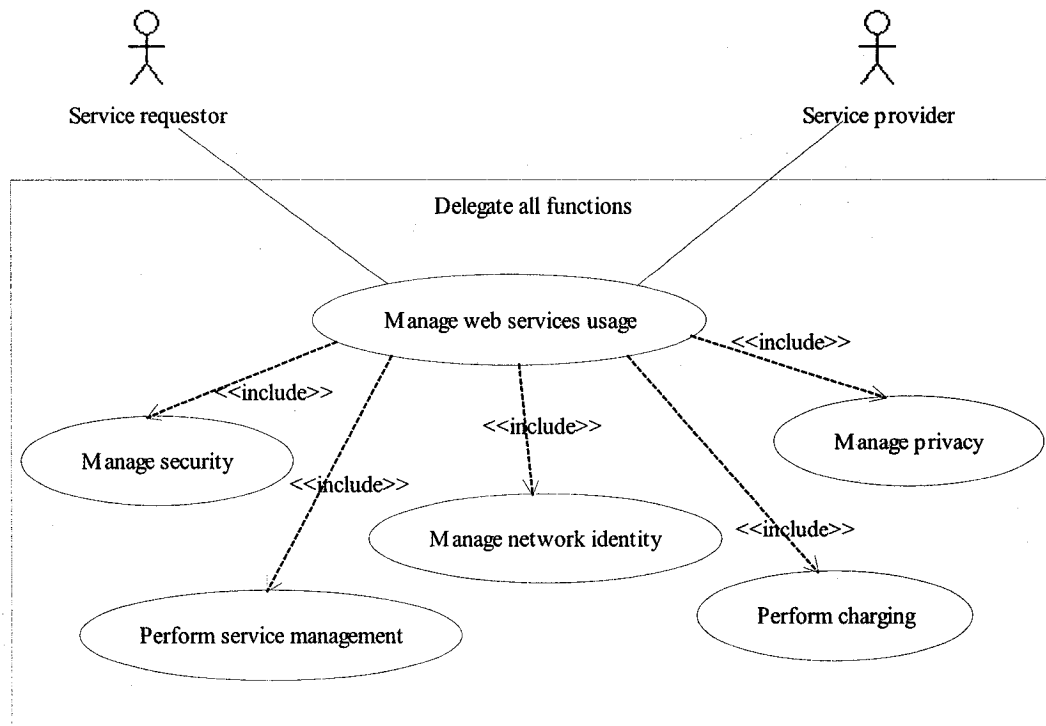 Service requestor
Service provider
Delegate all functions
Manage web services usage
<<include>>
<<include>>
<<include>>
Manage privacy
Manage security
<<include>>
<<include>>
Manage network identity
Perform charging
Perform service management